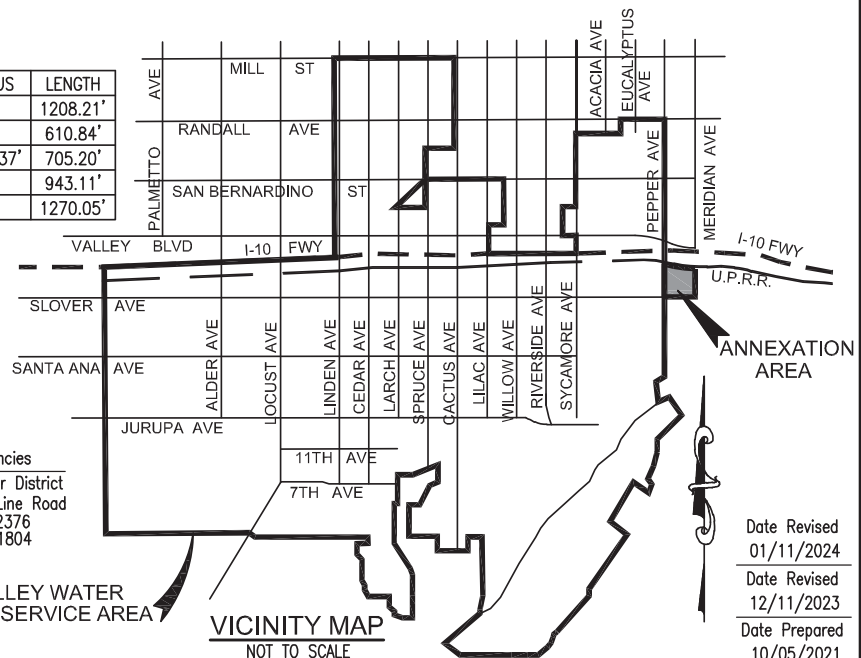 US LENGTH
1208.21'
610.84'
37' 705.20'
943.11'
1270.05'
PALMETTO AVE
MILL ST
RANDALL AVE
SAN BERNARDINO ST
ACACIA AVE
EUCALYPTUS AVE
PEPPER AVE
MERIDIAN AVE
VALLEY BLVD
I-10 FWY
I-10 FWY
U.P.R.R.
SLOVER AVE
SANTA ANA AVE
ALDER AVE
LOCUST AVE
LINDEN AVE
CEDAR AVE
LARCH AVE
SPRUCE AVE
CACTUS AVE
LILAC AVE
WILLOW AVE
RIVERSIDE AVE
SYCAMORE AVE
ANNEXATION
AREA
JURUPA AVE
11TH AVE
7TH AVE
ncies
r District
Line Road
2376
1804
LLEY WATER
SERVICE AREA
VICINITY MAP
NOT TO SCALE
Date Revised
01/11/2024
Date Revised
12/11/2023
Date Prepared
10/05/2021